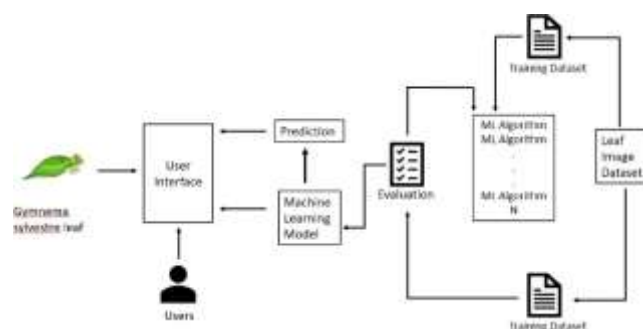 Training Dataset
Prediction
User
Interface
ML Algorithm
ML Algorithm
.
.
.
ML Algorithm
N
Leaf
Image
Dataset
Evaluation
Machine
Learning
Model
Gymnema
sylvestre leaf
Users
Training Dataset